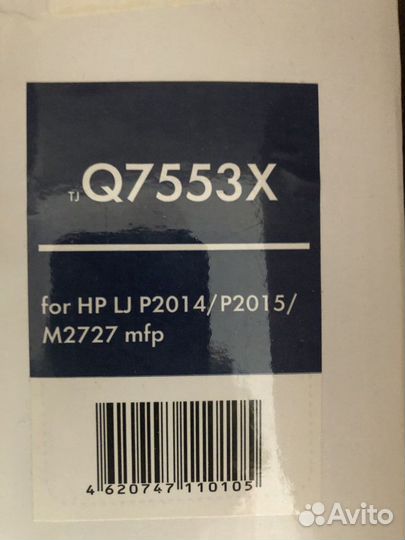 TJ Q7553X
for HP LJ P2014/P2015/
M2727 mfp
4 620747 110105
Avito